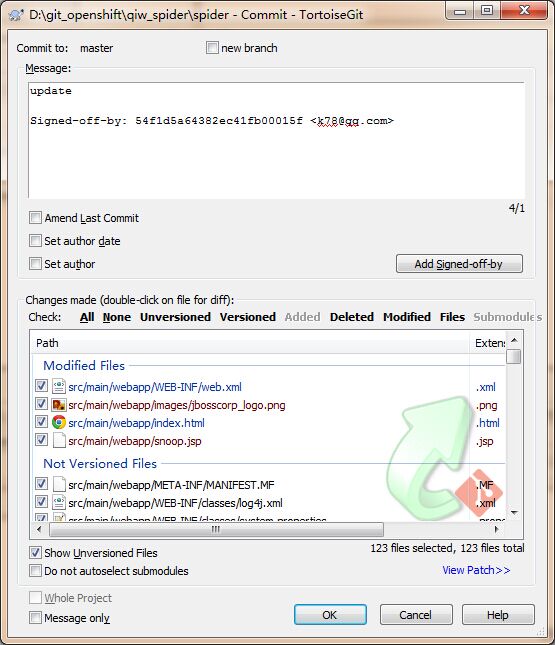 D:\git_openshift\qiw_spider\spider - Commit - TortoiseGit
Commit to: master new branch
Message:
update
Signed-off-by: 54f1d5a64382ec41fb00015f <k78@qq.com>
4/1
Amend Last Commit
Set author date
Set author
Add Signed-off-by
Changes made (double-click on file for diff):
Check: All None Unversioned Versioned Added Deleted Modified Files Submodules
Path Extens
Modified Files
src/main/webapp/WEB-INF/web.xml .xml
src/main/webapp/images/jbosscorp_logo.png .png
src/main/webapp/index.html .html
src/main/webapp/snoop.jsp .jsp
Not Versioned Files
src/main/webapp/META-INF/MANIFEST.MF .MF
src/main/webapp/WEB-INF/classes/log4j.xml .xml
src/main/webapp/WEB-INF/classes/system.properties .prope
Show Unversioned Files
123 files selected, 123 files total
Do not autoselect submodules
View Patch>>
Whole Project
Message only
OK Cancel Help